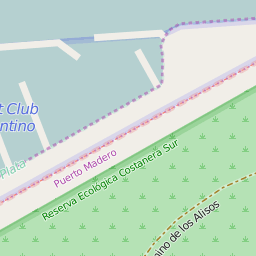 t Club
ntino
Plata
Puerto Madero
Reserva Ecológica Costanera Sur
ino de los Alisos